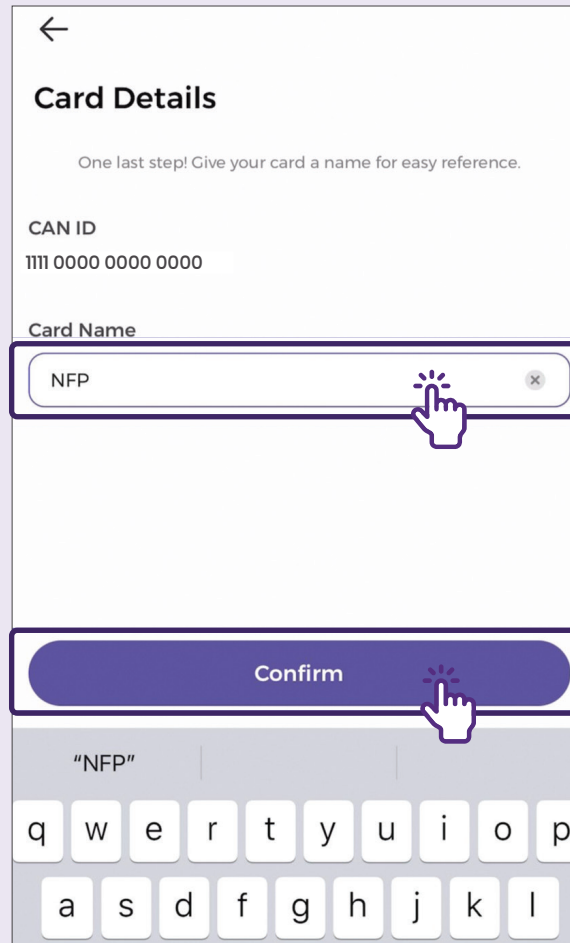 Card Details
One last step! Give your card a name for easy reference.
CAN ID
1111 0000 0000 0000
Card Name
NFP
Confirm
“NFP”
q w e r t y u i o p
a s d f g h j k l